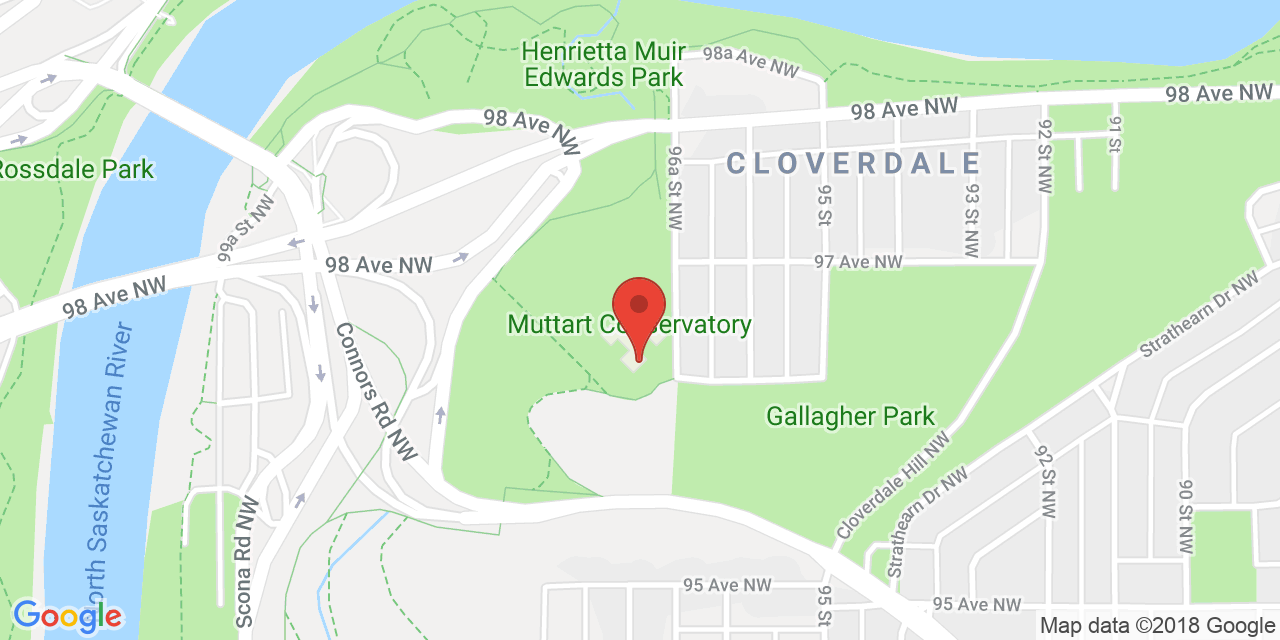 Henrietta Muir
Edwards Park
98a Ave NW
98 Ave NW
98 Ave NW
98 Ave NW
91 St
92 St NW
96a St NW
CLOVERDALE
Rossdale Park
95 St
93 St NW
99a St NW
98 Ave NW
97 Ave NW
98 Ave NW
Strathearn Dr NW
Muttart Conservatory
Connors Rd NW
North Saskatchewan River
Gallagher Park
Cloverdale Hill NW
92 St NW
Strathearn Dr NW
90 St NW
Scona Rd NW
95 Ave NW
95 St
95 Ave NW
Google
Map data ©2018 Google